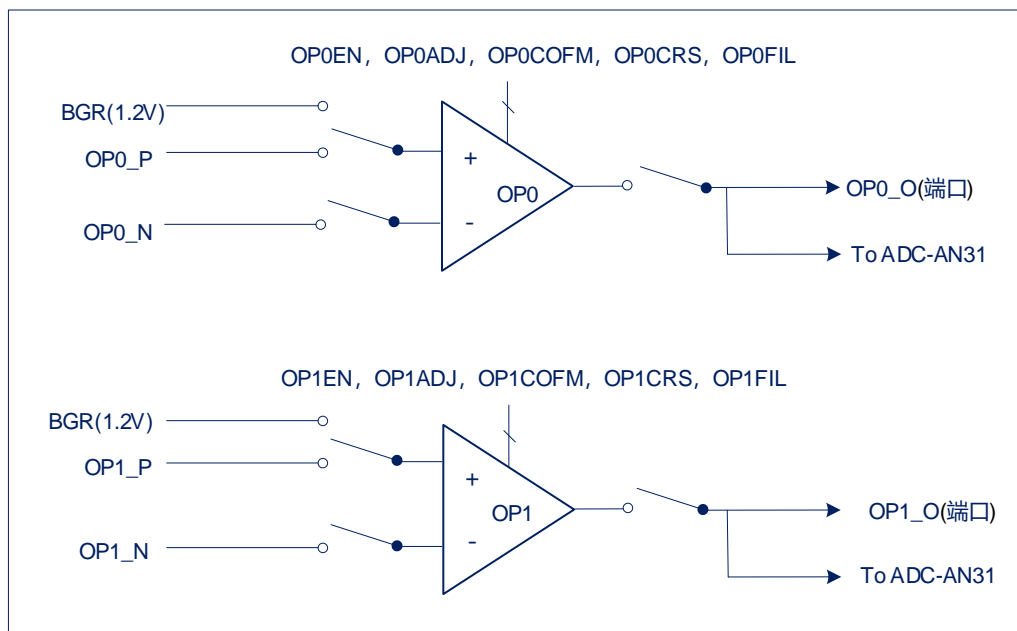 OP0EN，OP0ADJ，OP0COFM，OP0CRS，OP0FIL
BGR(1.2V)
OP0_P
+
OP0
OP0_O(端口)
OP0_N
-
To ADC-AN31
OP1EN，OP1ADJ，OP1COFM，OP1CRS，OP1FIL
BGR(1.2V)
OP1_P
+
OP1
OP1_O(端口)
OP1_N
-
To ADC-AN31